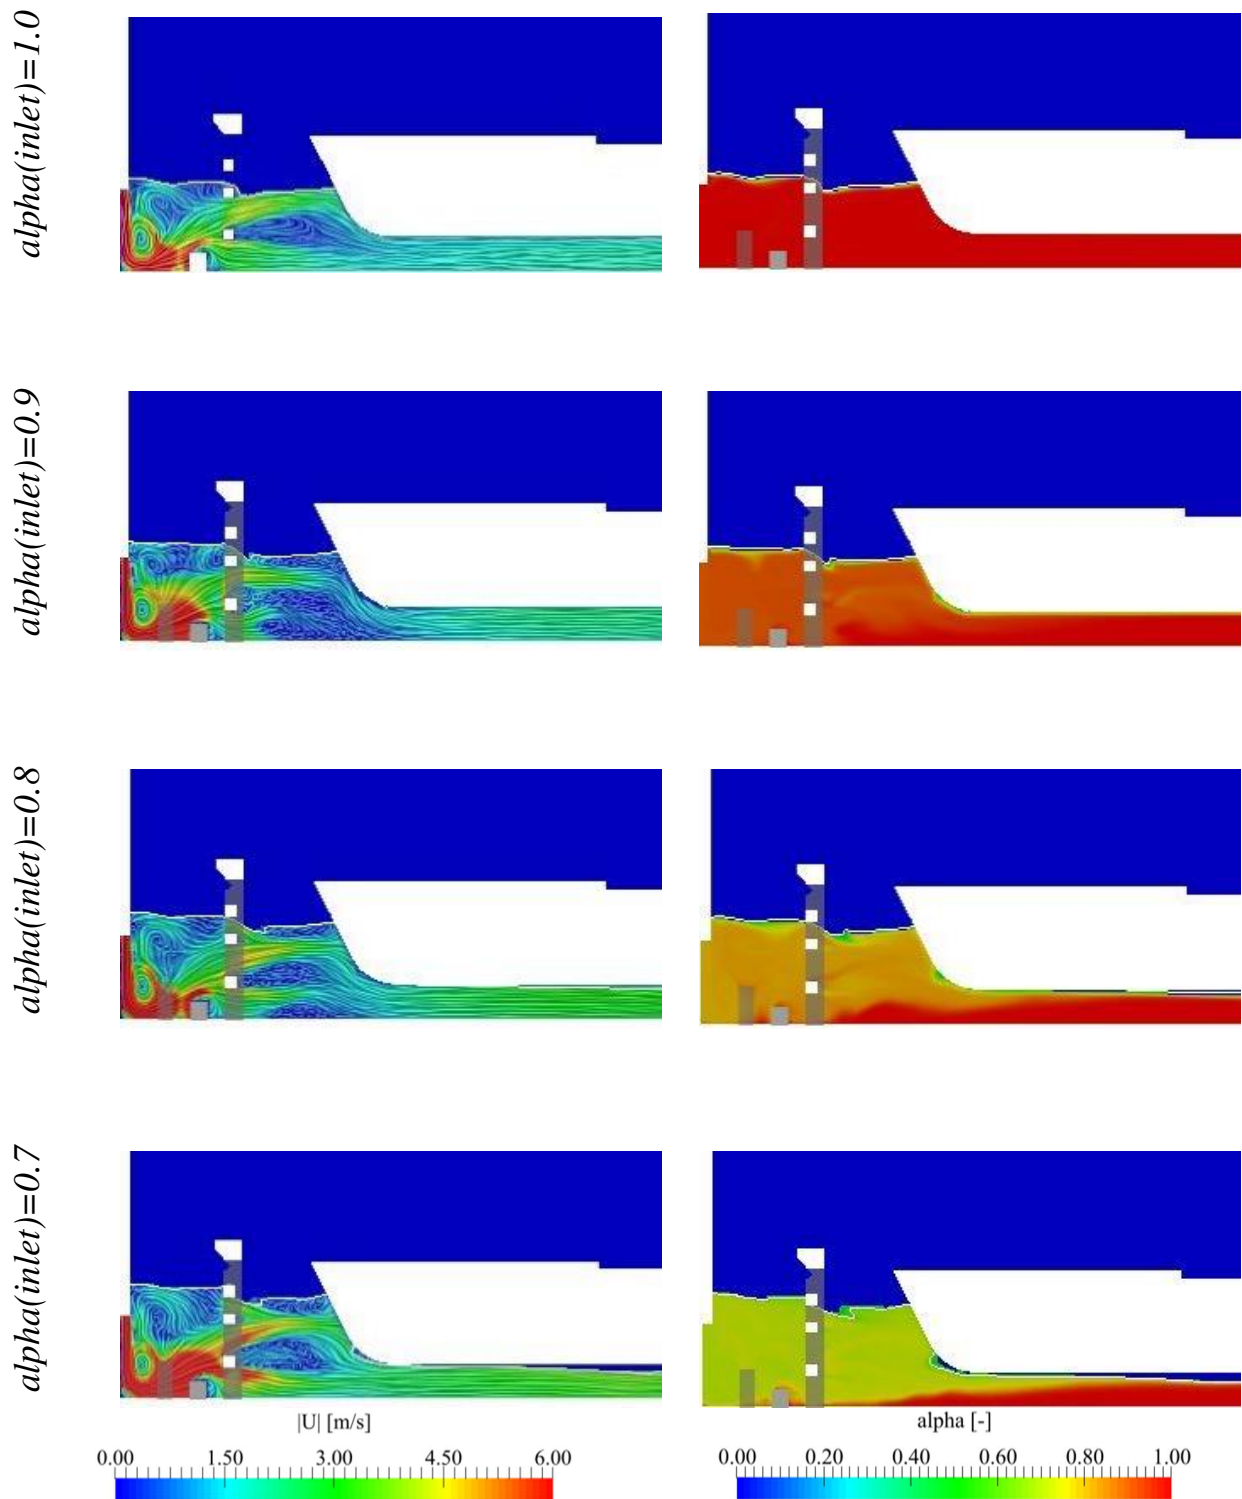 alpha(inlet)=1.0
alpha(inlet)=0.9
alpha(inlet)=0.8
alpha(inlet)=0.7
|U| [m/s]
0.00 1.50 3.00 4.50 6.00
alpha [-]
0.00 0.20 0.40 0.60 0.80 1.00